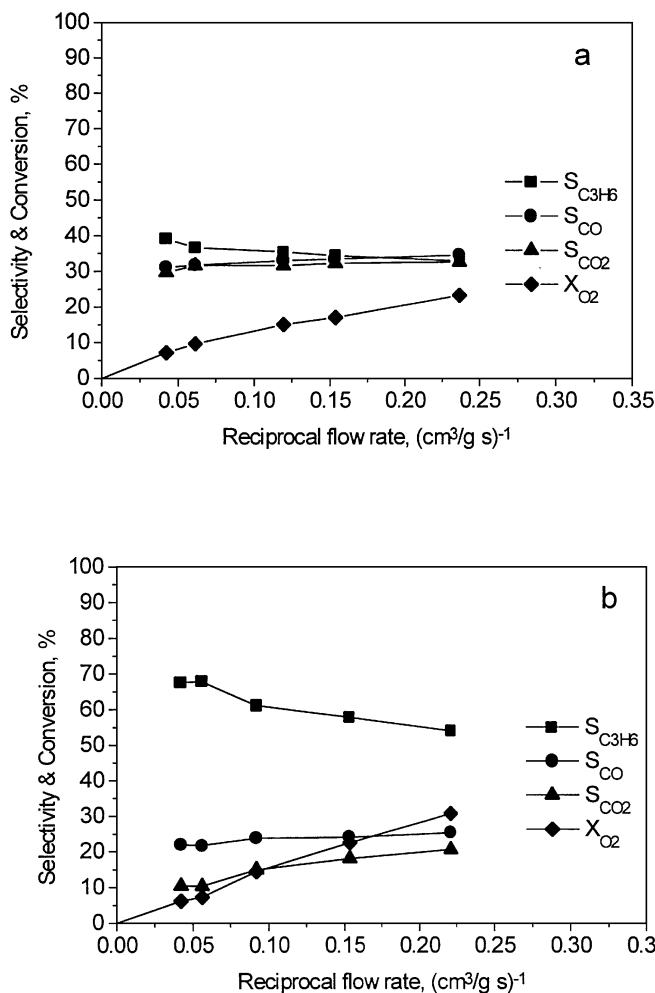 a
100
90
80
70
60
50
40
30
20
10
0
Selectivity & Conversion, %
S_C3H6
S_CO
S_CO2
X_O2
0.00 0.05 0.10 0.15 0.20 0.25 0.30 0.35
Reciprocal flow rate, (cm³/g s)⁻¹
b
100
90
80
70
60
50
40
30
20
10
0
Selectivity & Conversion, %
S_C3H6
S_CO
S_CO2
X_O2
0.00 0.05 0.10 0.15 0.20 0.25 0.30 0.35
Reciprocal flow rate, (cm³/g s)⁻¹